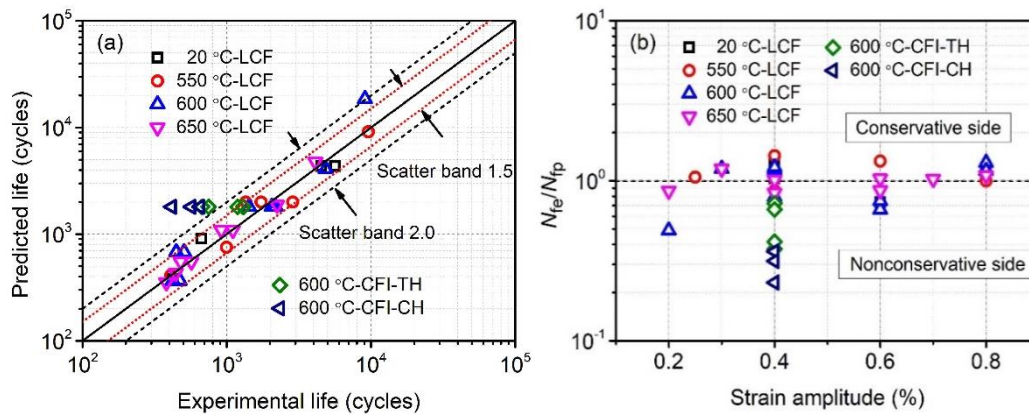 (a)
20 °C-LCF
550 °C-LCF
600 °C-LCF
650 °C-LCF
Scatter band 1.5
Scatter band 2.0
600 °C-CFI-TH
600 °C-CFI-CH
Predicted life (cycles)
10^5
10^4
10^3
10^2
10^2 10^3 10^4 10^5
Experimental life (cycles)
(b)
20 °C-LCF 600 °C-CFI-TH
550 °C-LCF 600 °C-CFI-CH
600 °C-LCF
650 °C-LCF
Conservative side
Nonconservative side
N_fe/N_fp
10^1
10^0
10^-1
0.2 0.4 0.6 0.8
Strain amplitude (%)